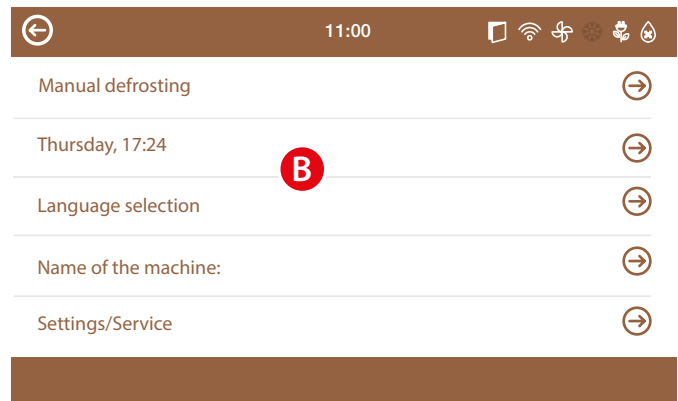 11:00
Manual defrosting
Thursday, 17:24
B
Language selection
Name of the machine:
Settings/Service